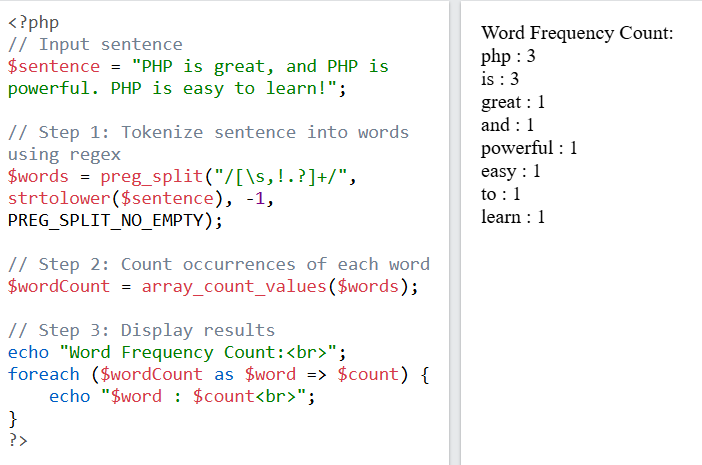 <?php
// Input sentence
$sentence = "PHP is great, and PHP is
powerful. PHP is easy to learn!";
// Step 1: Tokenize sentence into words
using regex
$words = preg_split("/[\s,!.?]+/",
strtolower($sentence), -1,
PREG_SPLIT_NO_EMPTY);
// Step 2: Count occurrences of each word
$wordCount = array_count_values($words);
// Step 3: Display results
echo "Word Frequency Count:<br>";
foreach ($wordCount as $word => $count) {
    echo "$word : $count<br>";
}
?>
Word Frequency Count:
php : 3
is : 3
great : 1
and : 1
powerful : 1
easy : 1
to : 1
learn : 1